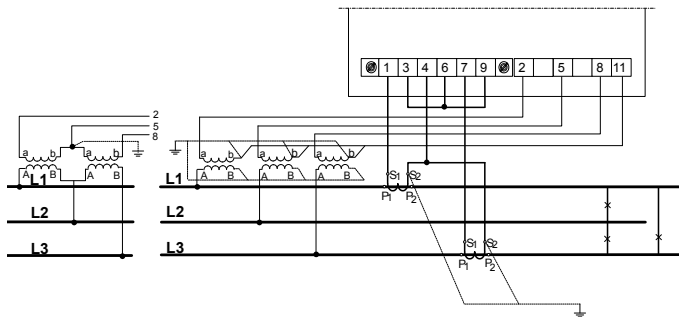 1 3 4 6 7 9 2 5 8 11
2
5
8
a b a b
a b a b a b
A B A B
A B A B A B
L1 L1
S1 S2
P1 P2
L2 L2
S1 S2
L3 L3
P1 P2